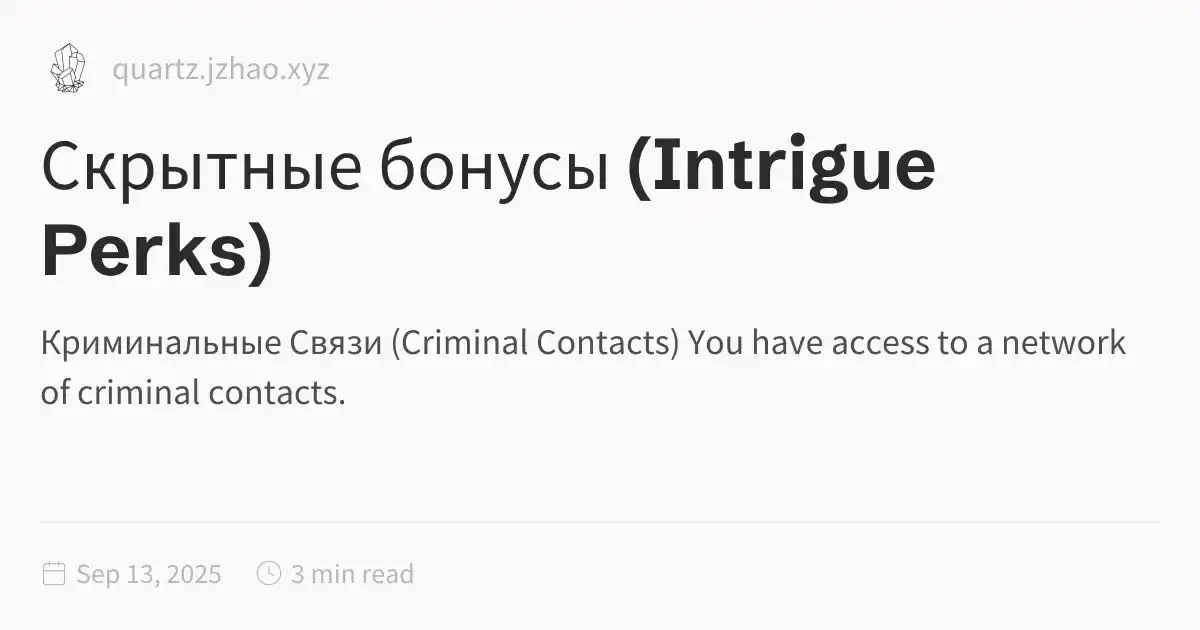 quartz.jzhao.xyz
Скрытные бонусы (Intrigue
Perks)
Криминальные Связи (Criminal Contacts) You have access to a network
of criminal contacts.
Sep 13, 2025 3 min read